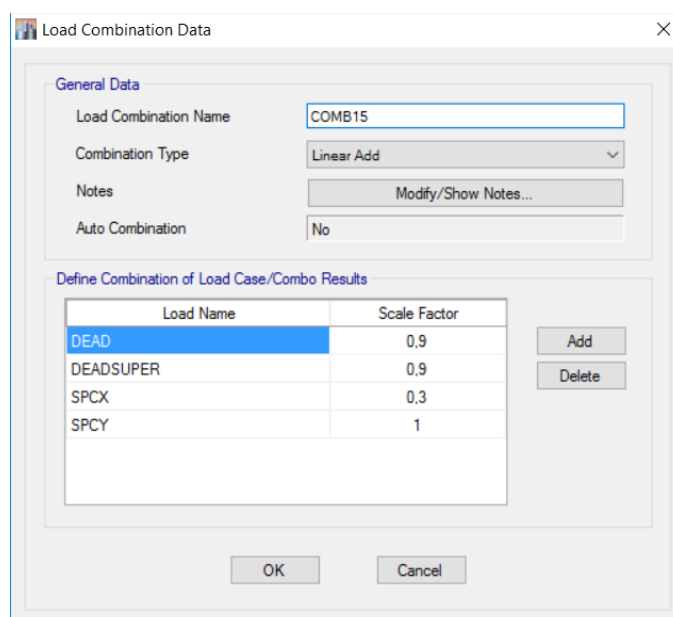 Load Combination Data
General Data
Load Combination Name COMB15
Combination Type Linear Add
Notes Modify/Show Notes...
Auto Combination No
Define Combination of Load Case/Combo Results
Load Name Scale Factor
DEAD 0,9 Add
DEADSUPER 0,9 Delete
SPCX 0,3
SPCY 1
OK Cancel